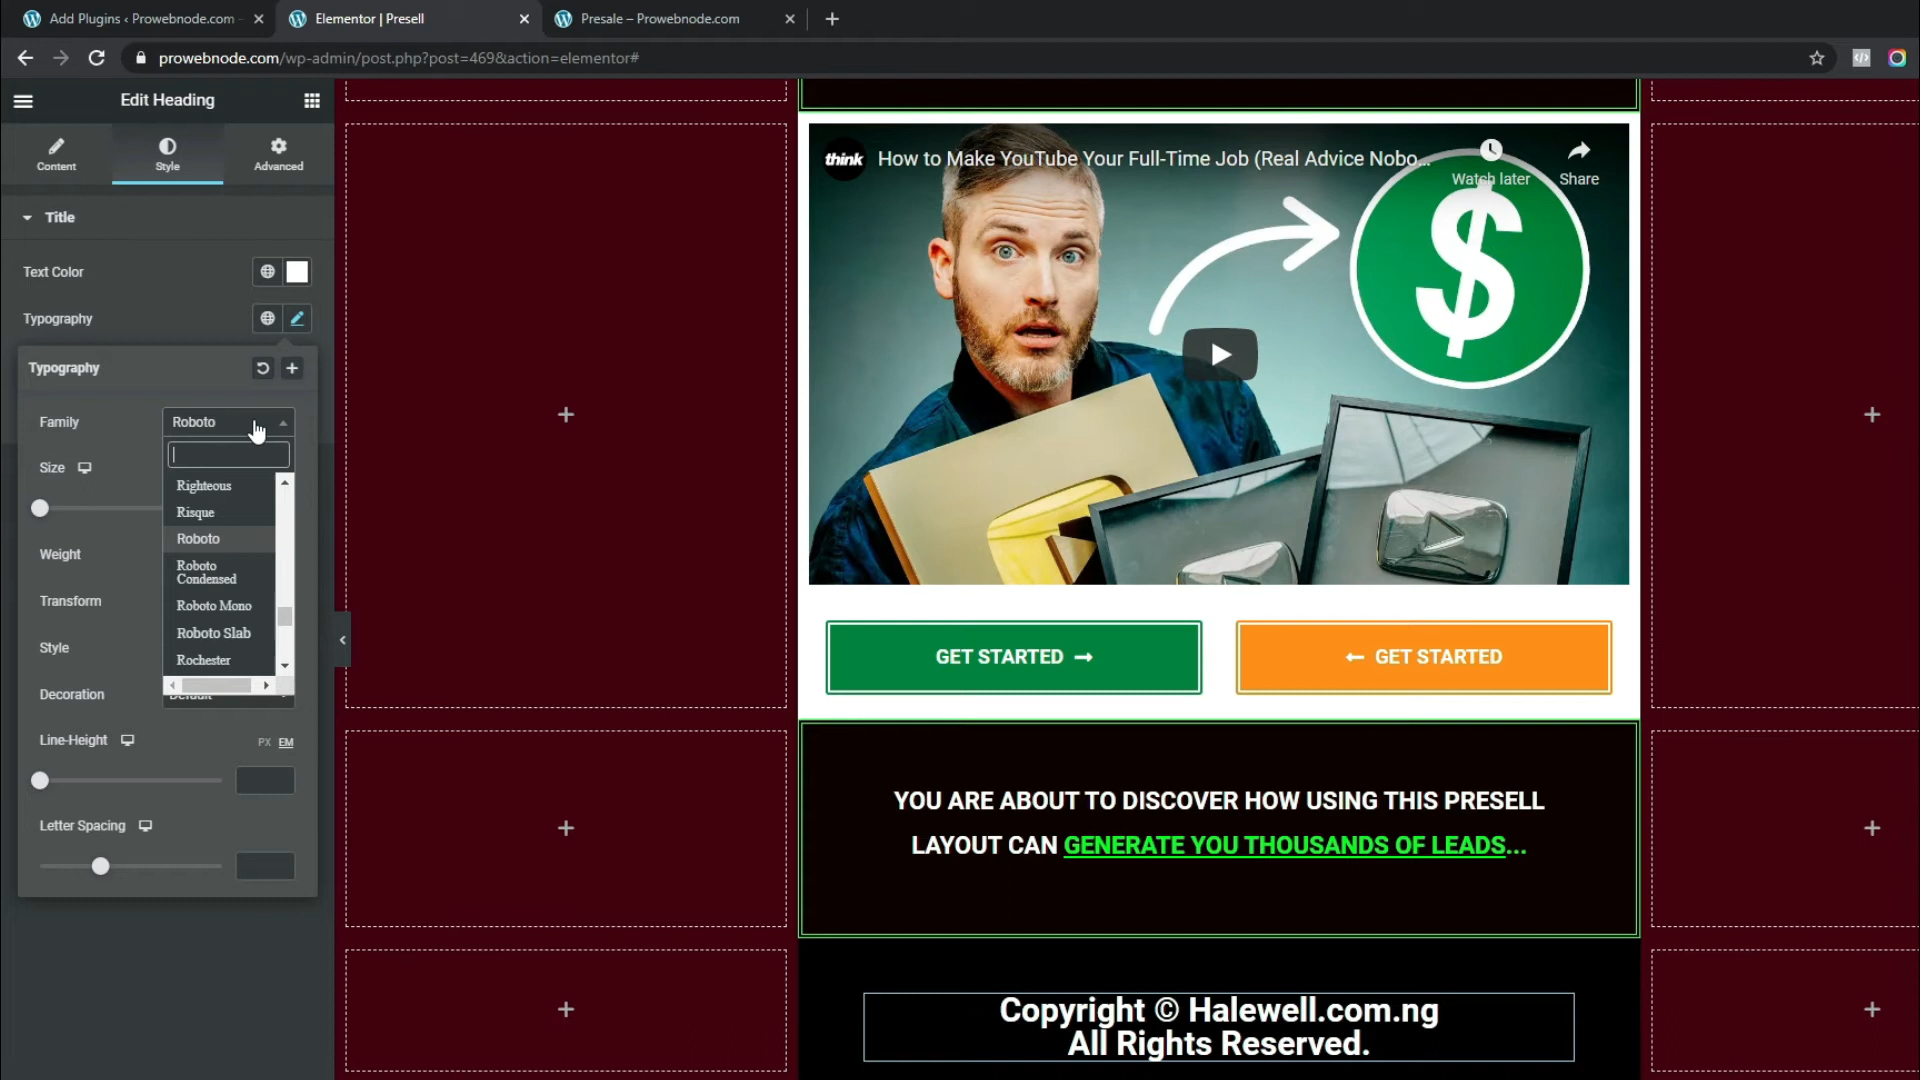 Add Plugins ‹ Prowebnode.com –
Elementor | Presell
Presale – Prowebnode.com
prowebnode.com/wp-admin/post.php?post=469&action=elementor#
Edit Heading
Content
Style
Advanced
Title
Text Color
Typography
Typography
Family
Roboto
Size
Righteous
Risque
Roboto
Roboto
Condensed
Roboto Mono
Roboto Slab
Rochester
Weight
Transform
Style
Decoration
Default
Line-Height
PX EM
Letter Spacing
think
How to Make YouTube Your Full-Time Job (Real Advice Nobo...
Watch later
Share
$
GET STARTED →
← GET STARTED
YOU ARE ABOUT TO DISCOVER HOW USING THIS PRESELL
LAYOUT CAN GENERATE YOU THOUSANDS OF LEADS...
Copyright © Halewell.com.ng
All Rights Reserved.